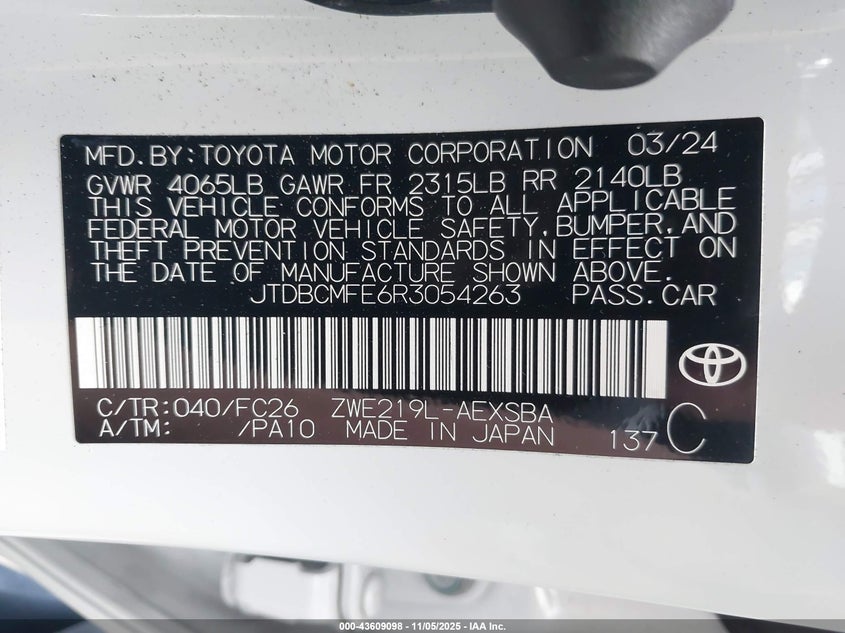 MFD.BY:TOYOTA MOTOR CORPORATION 03/24
GVWR 4065LB GAWR FR 2315LB RR 2140LB
THIS VEHICLE CONFORMS TO ALL APPLICABLE
FEDERAL MOTOR VEHICLE SAFETY,BUMPER,AND
THEFT PREVENTION STANDARDS IN EFFECT ON
THE DATE OF MANUFACTURE SHOWN ABOVE.
JTDBCMFE6R3054263 PASS.CAR
C/TR:040/FC26 ZWE219L-AEXSBA
A/TM: /PA10 MADE IN JAPAN 137 C
000-43609098 - 11/05/2025 - IAA Inc.